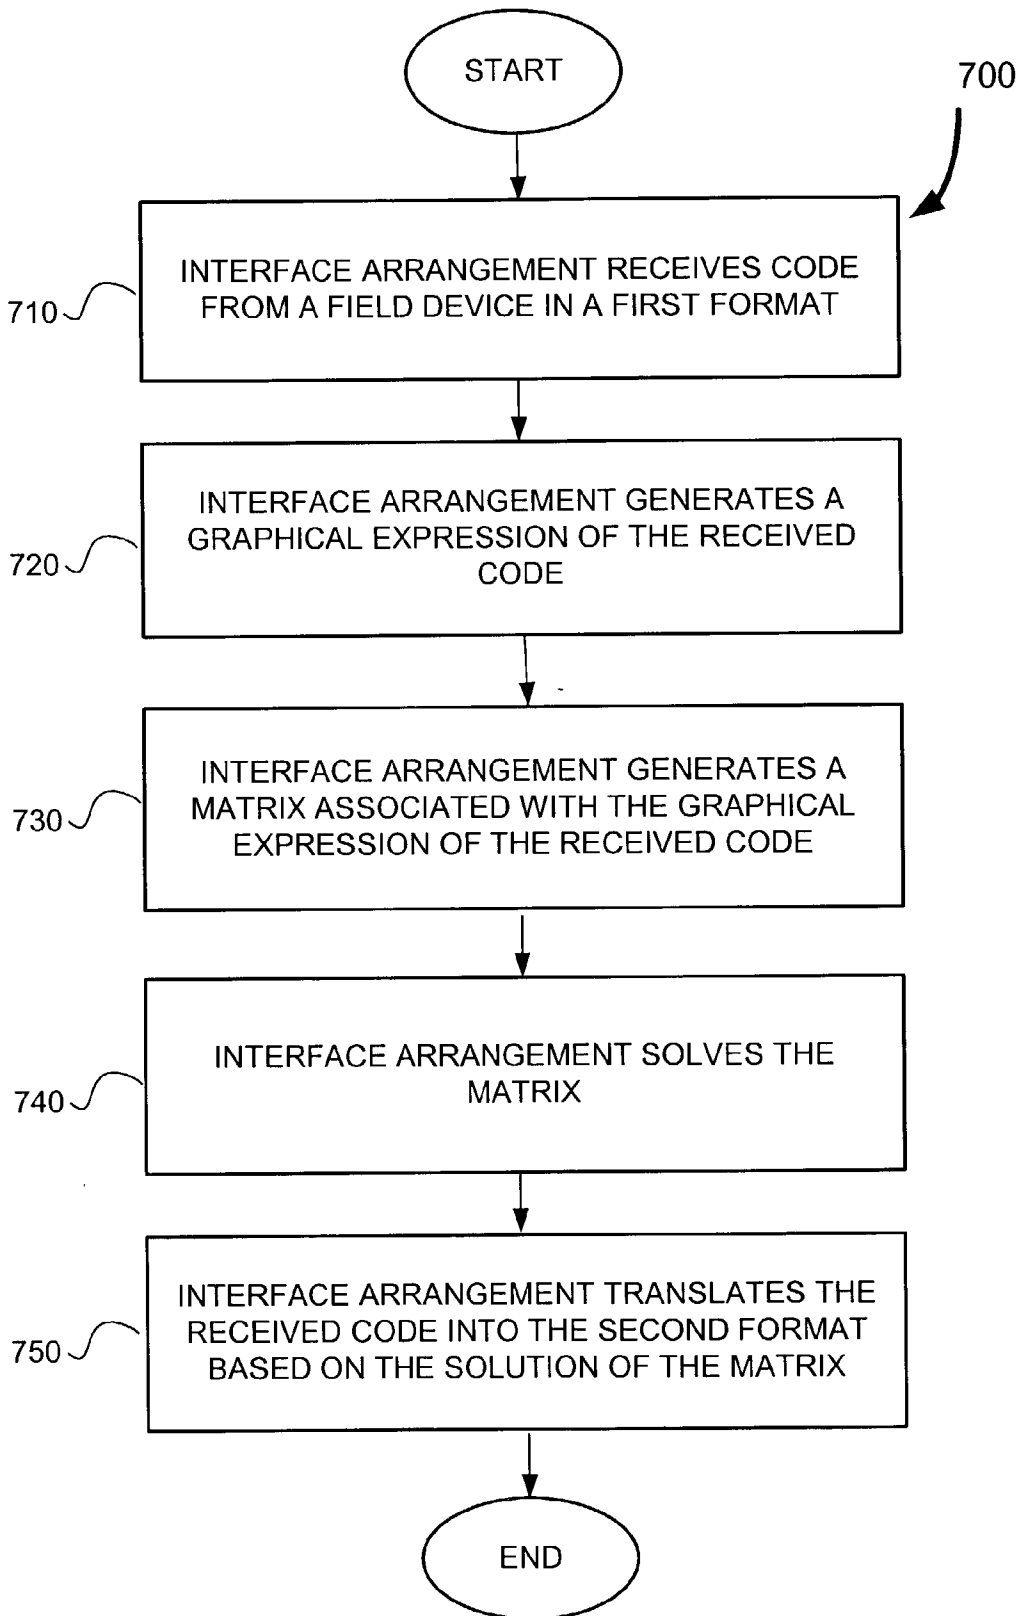 START
700
INTERFACE ARRANGEMENT RECEIVES CODE
FROM A FIELD DEVICE IN A FIRST FORMAT
710
INTERFACE ARRANGEMENT GENERATES A
GRAPHICAL EXPRESSION OF THE RECEIVED
CODE
720
INTERFACE ARRANGEMENT GENERATES A
MATRIX ASSOCIATED WITH THE GRAPHICAL
EXPRESSION OF THE RECEIVED CODE
730
INTERFACE ARRANGEMENT SOLVES THE
MATRIX
740
INTERFACE ARRANGEMENT TRANSLATES THE
RECEIVED CODE INTO THE SECOND FORMAT
BASED ON THE SOLUTION OF THE MATRIX
750
END